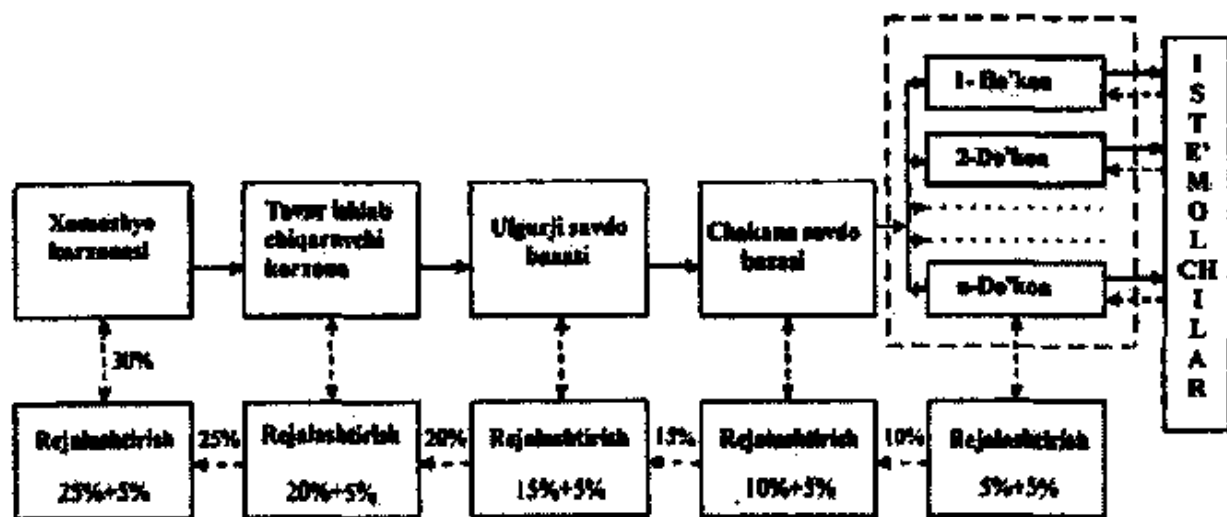 1- Do'kon
2-Do'kon
n-Do'kon
ISTE'MOLCHILAR
Xomashyo
korxonasi
Tovar ishlab
chiqaruvchi
korxona
Ulgurji savdo
bazasi
Chakana savdo
bazasi
30%
Rejalashtirish
25%+5%
25%
Rejalashtirish
20%+5%
20%
Rejalashtirish
15%+5%
15%
Rejalashtirish
10%+5%
10%
Rejalashtirish
5%+5%